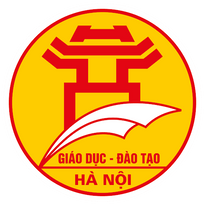 GIÁO DỤC - ĐÀO TẠO
HÀ NỘI